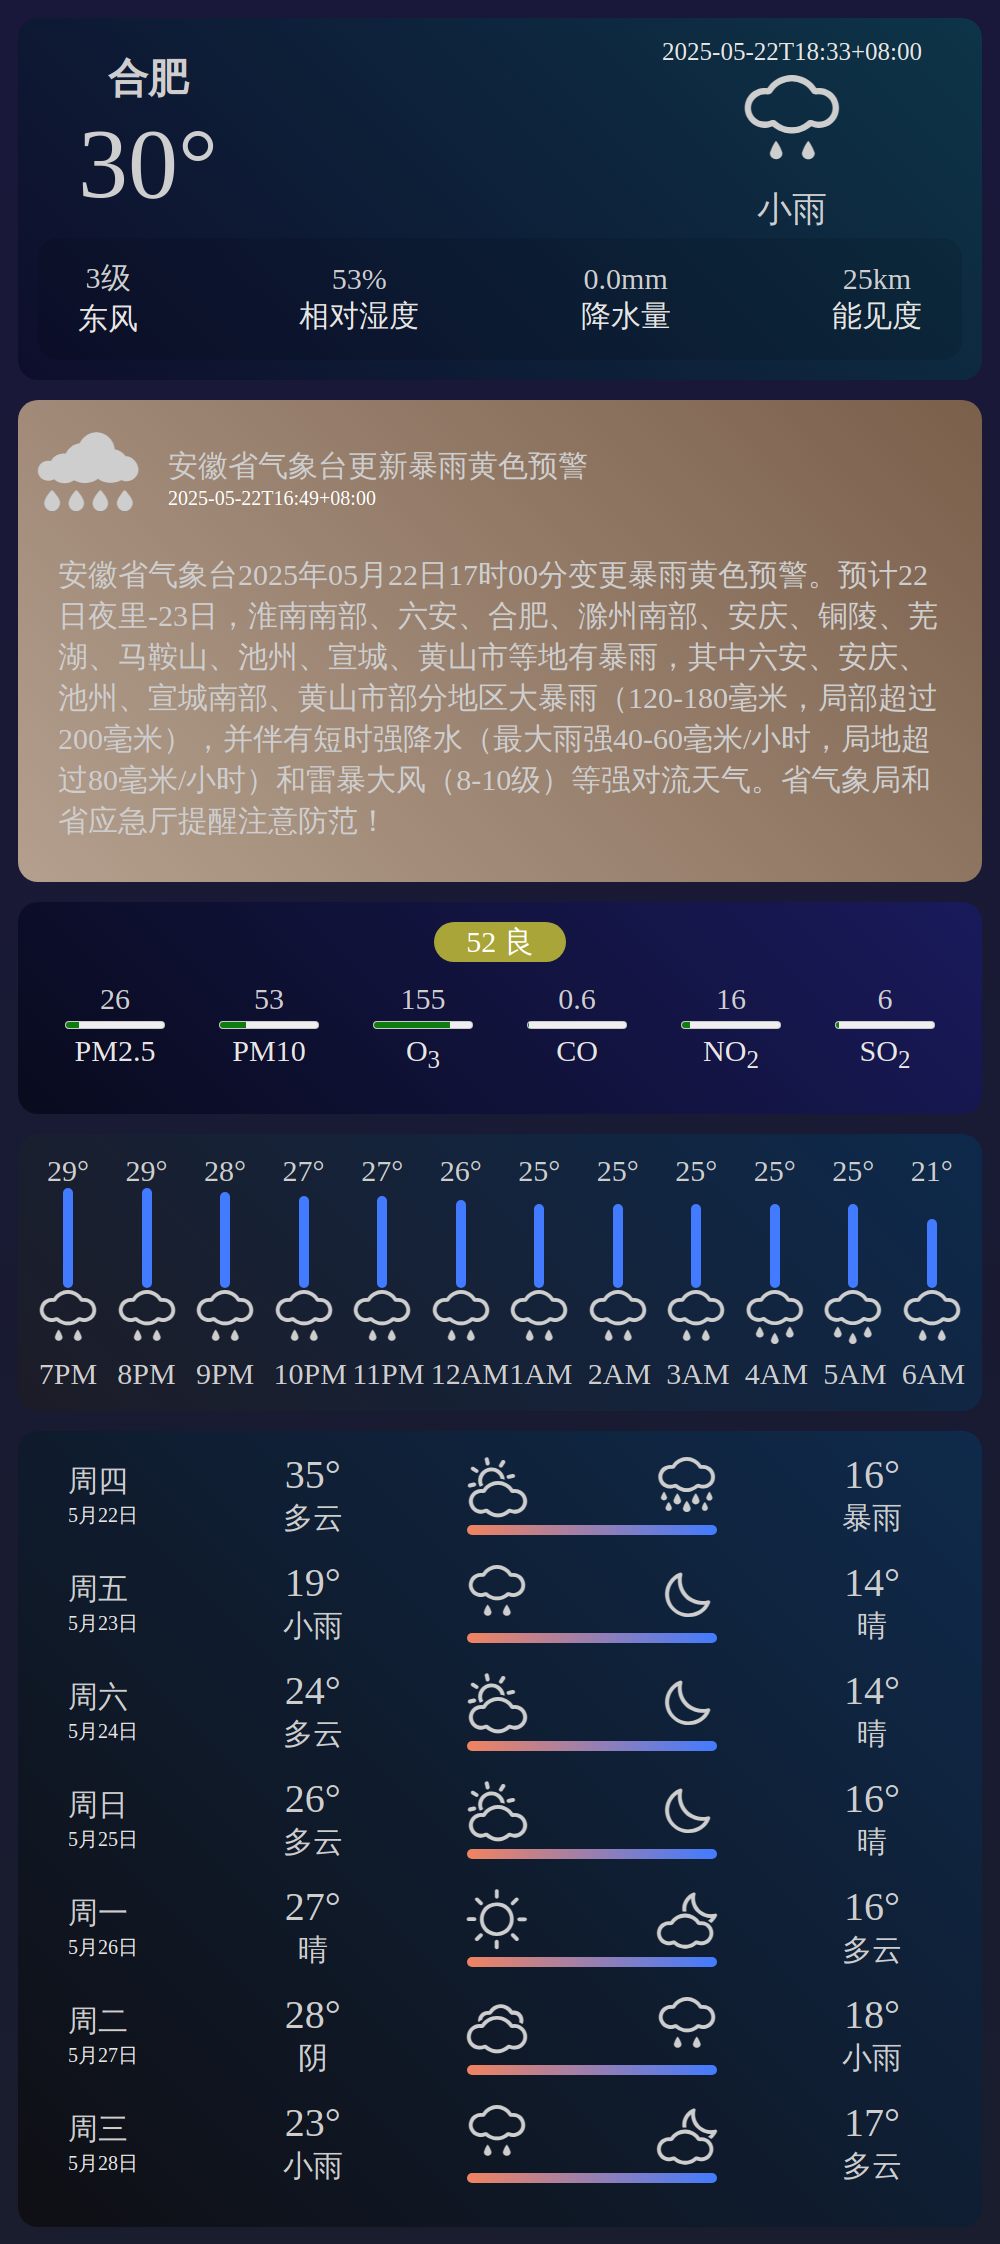 合肥
30°
2025-05-22T18:33+08:00
小雨
3级 53% 0.0mm 25km
东风 相对湿度 降水量 能见度
安徽省气象台更新暴雨黄色预警
2025-05-22T16:49+08:00
安徽省气象台2025年05月22日17时00分变更暴雨黄色预警。预计22
日夜里-23日，淮南南部、六安、合肥、滁州南部、安庆、铜陵、芜
湖、马鞍山、池州、宣城、黄山市等地有暴雨，其中六安、安庆、
池州、宣城南部、黄山市部分地区大暴雨（120-180毫米，局部超过
200毫米），并伴有短时强降水（最大雨强40-60毫米/小时，局地超
过80毫米/小时）和雷暴大风（8-10级）等强对流天气。省气象局和
省应急厅提醒注意防范！
52 良
26 53 155 0.6 16 6
PM2.5 PM10 O3 CO NO2 SO2
29° 29° 28° 27° 27° 26° 25° 25° 25° 25° 25° 21°
7PM 8PM 9PM 10PM 11PM 12AM 1AM 2AM 3AM 4AM 5AM 6AM
周四 35° 16°
5月22日 多云 暴雨
周五 19° 14°
5月23日 小雨 晴
周六 24° 14°
5月24日 多云 晴
周日 26° 16°
5月25日 多云 晴
周一 27° 16°
5月26日 晴 多云
周二 28° 18°
5月27日 阴 小雨
周三 23° 17°
5月28日 小雨 多云